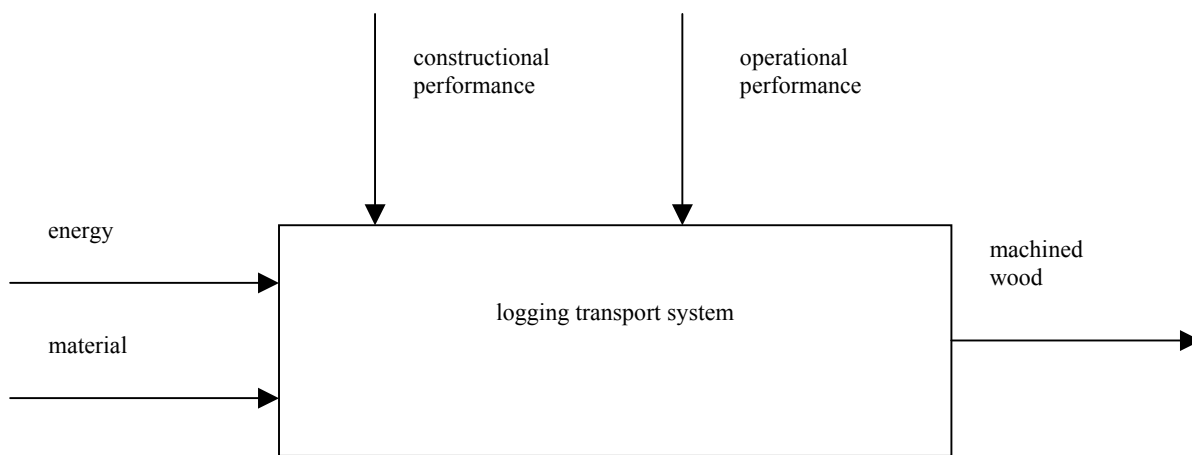 constructional
performance
operational
performance
energy
machined
wood
logging transport system
material